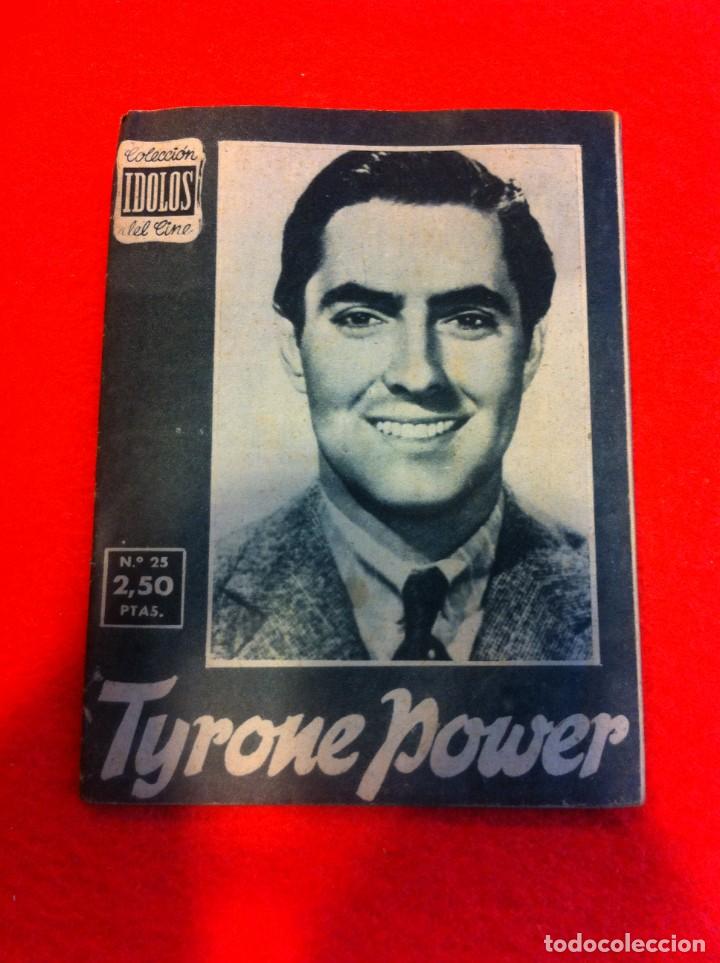 Colección
IDOLOS
del Cine
N.º 25
2,50
PTAS.
Tyrone Power
todocoleccion